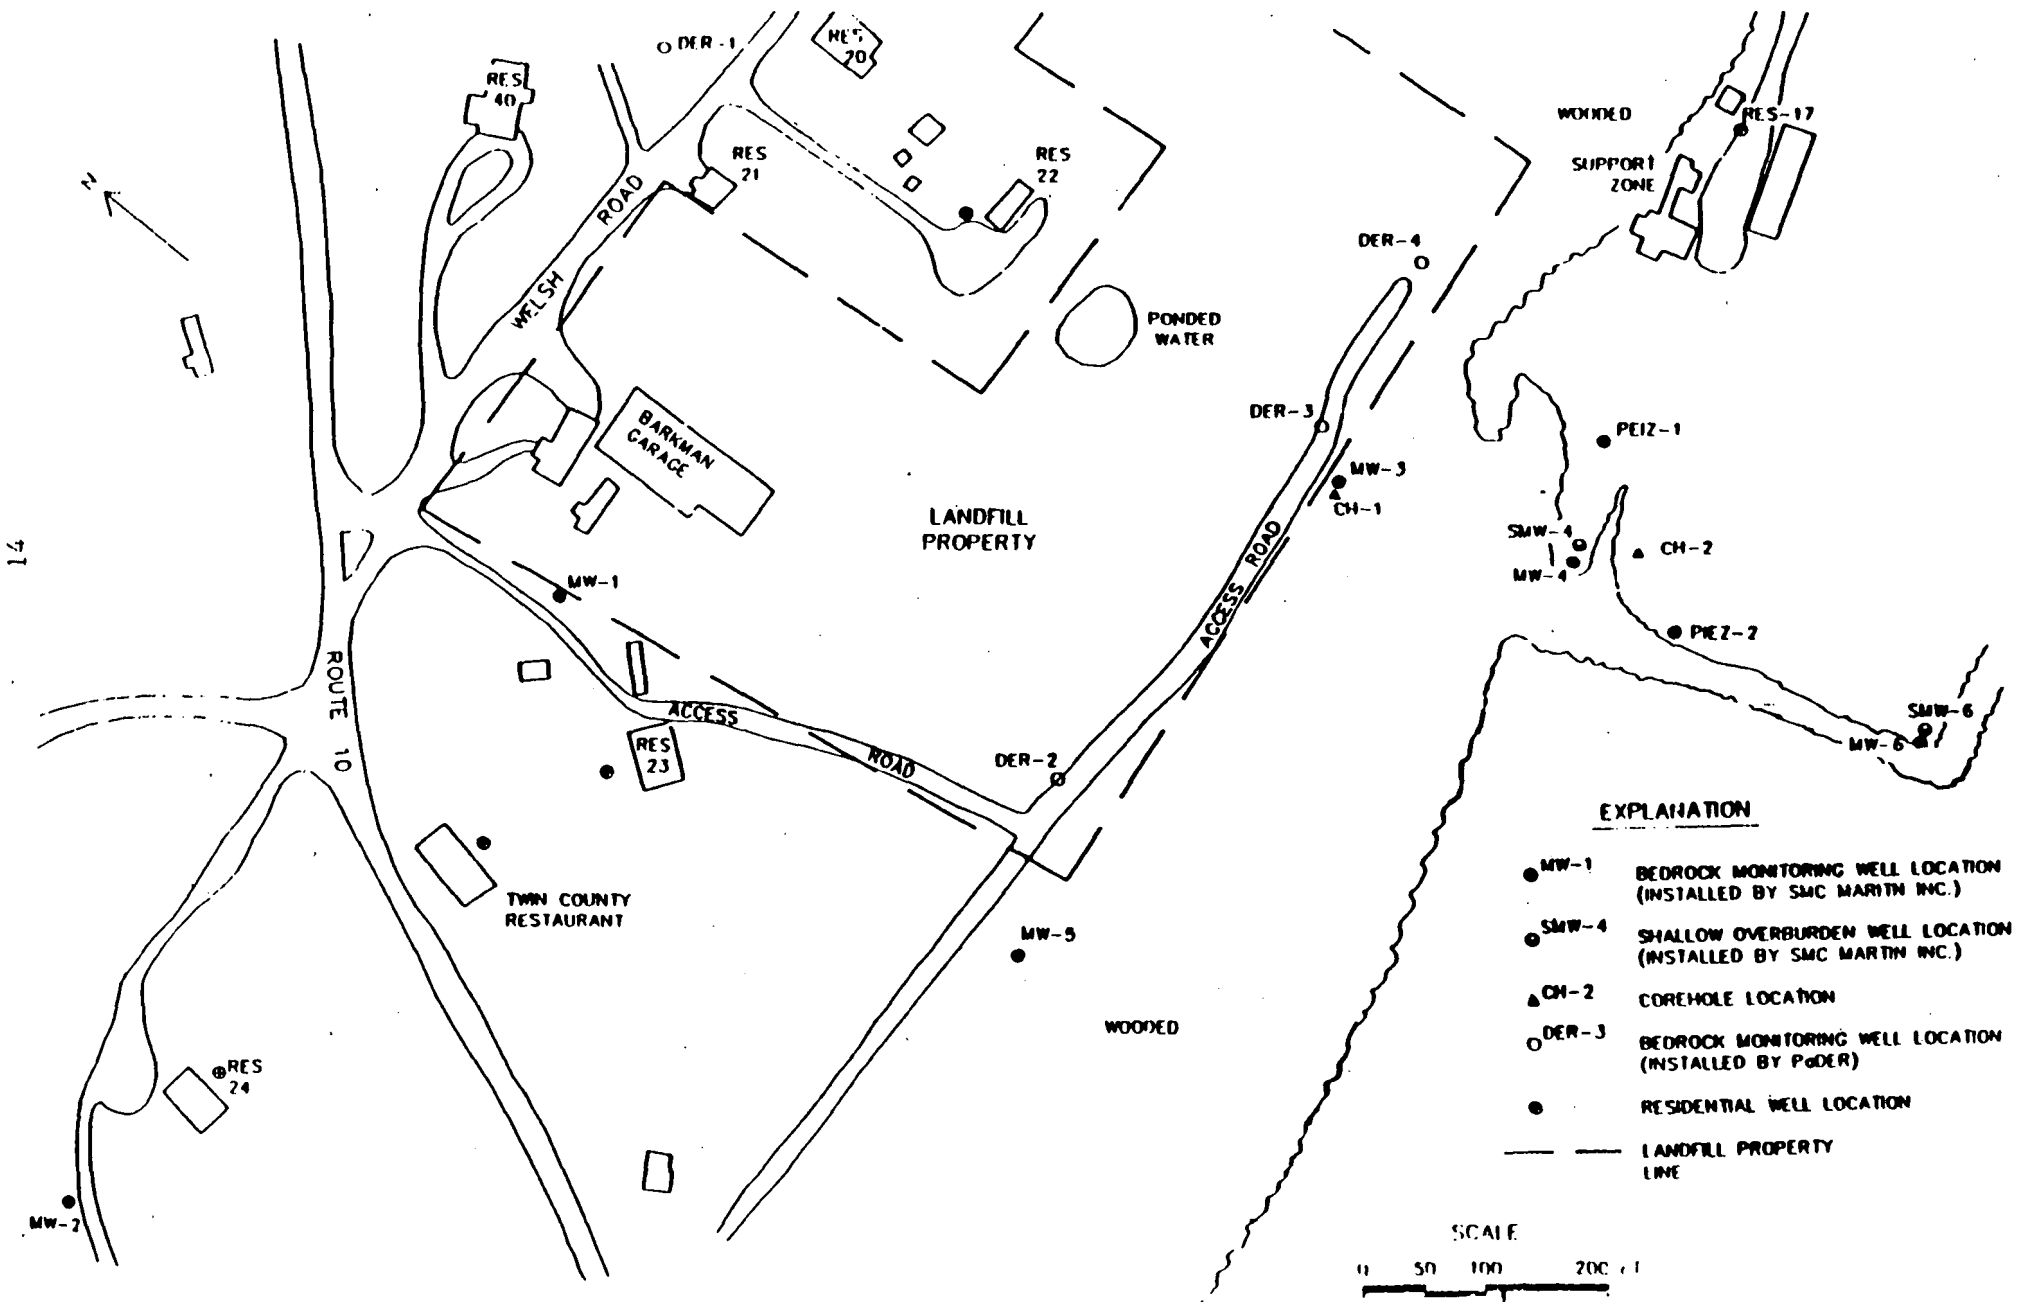 DER-1
RES
20
RES
40
WOODED
RES-17
RES
21
RES
22
SUPPORT
ZONE
N
WELSH ROAD
DER-4
PONDED
WATER
DER-3
BARKMAN
GARAGE
PEIZ-1
MW-3
CH-1
LANDFILL
PROPERTY
SMW-4
CH-2
MW-4
14
MW-1
ACCESS ROAD
PIEZ-2
ROUTE 10
ACCESS ROAD
SMW-6
MW-6
RES
23
DER-2
EXPLANATION
MW-1 BEDROCK MONITORING WELL LOCATION
(INSTALLED BY SMC MARITN INC.)
TWIN COUNTY
RESTAURANT
SMW-4 SHALLOW OVERBURDEN WELL LOCATION
(INSTALLED BY SMC MARTIN INC.)
MW-5
CH-2 COREHOLE LOCATION
WOODED
DER-3 BEDROCK MONITORING WELL LOCATION
(INSTALLED BY PaDER)
RES
24
RESIDENTIAL WELL LOCATION
LANDFILL PROPERTY
LINE
MW-2
SCALE
0 50 100 200